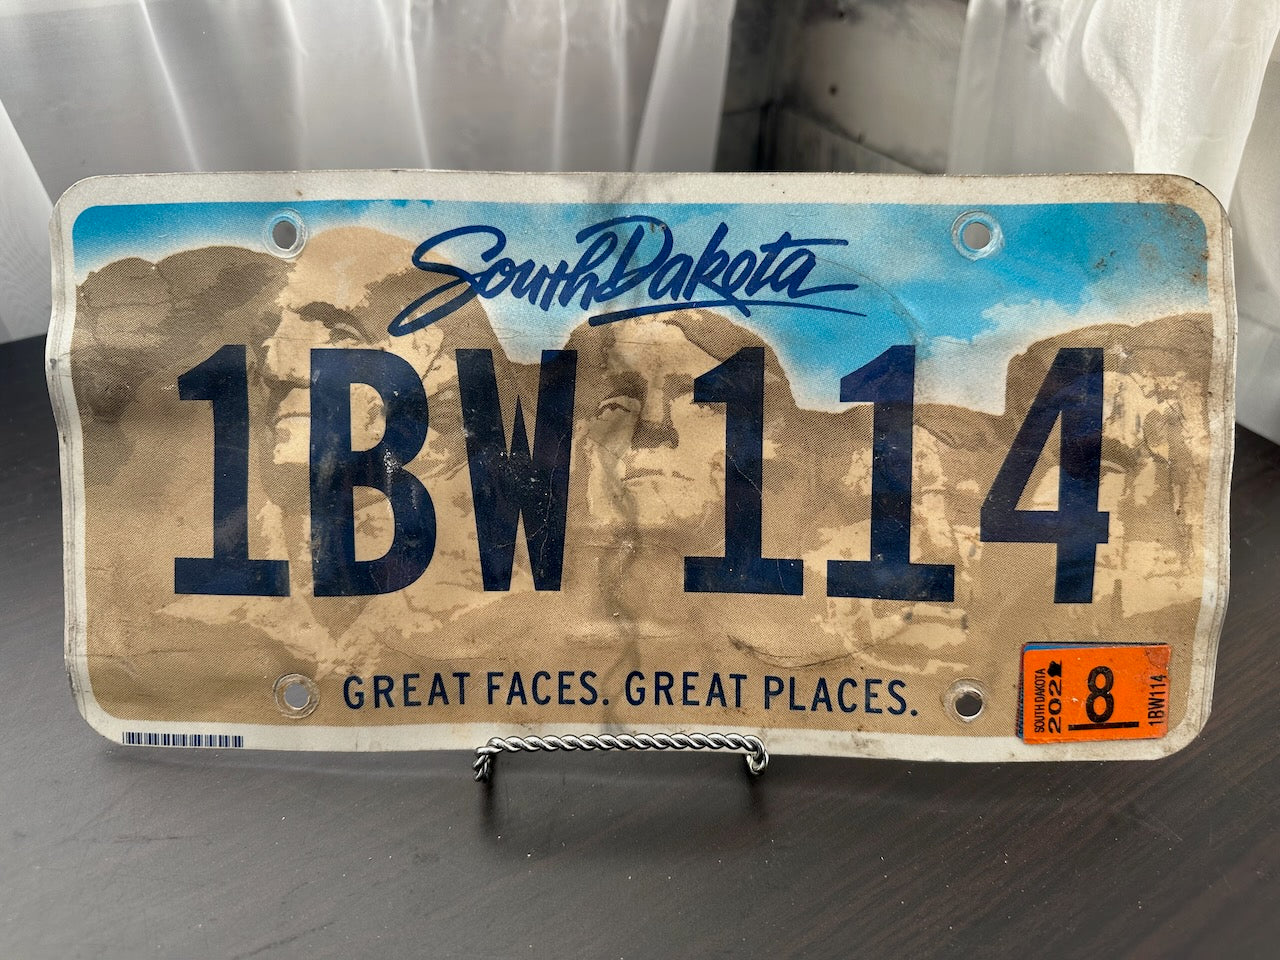 South Dakota
1BW 114
GREAT FACES. GREAT PLACES.
SOUTH DAKOTA
8
1BW114